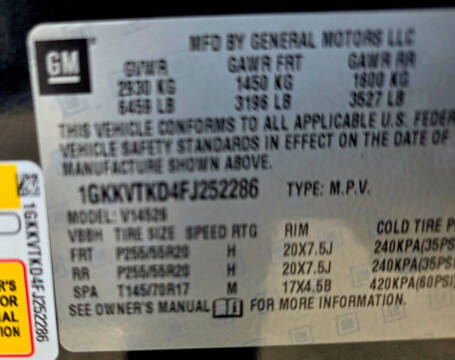 GM
MFD BY GENERAL MOTORS LLC
GVWR GAWR FRT GAWR RR
2930 KG 1450 KG 1600 KG
6459 LB 3196 LB 3527 LB
THIS VEHICLE CONFORMS TO ALL APPLICABLE U.S. FEDER
VEHICLE SAFETY STANDARDS IN EFFECT ON THE DATE OF
MANUFACTURE SHOWN ABOVE.
1GKKVTKD4FJ252286 TYPE: M.P.V.
MODEL: V14526
VBBH TIRE SIZE SPEED RTG RIM COLD TIRE P
FRT P255/55R20 H 20X7.5J 240KPA(35PS
RR P255/55R20 H 20X7.5J 240KPA(35PS
SPA T145/70R17 M 17X4.5B 420KPA(60PSI)
SEE OWNER'S MANUAL FOR MORE INFORMATION.
1GKKVTKD4FJ252286
R'S
OR
AL
ION